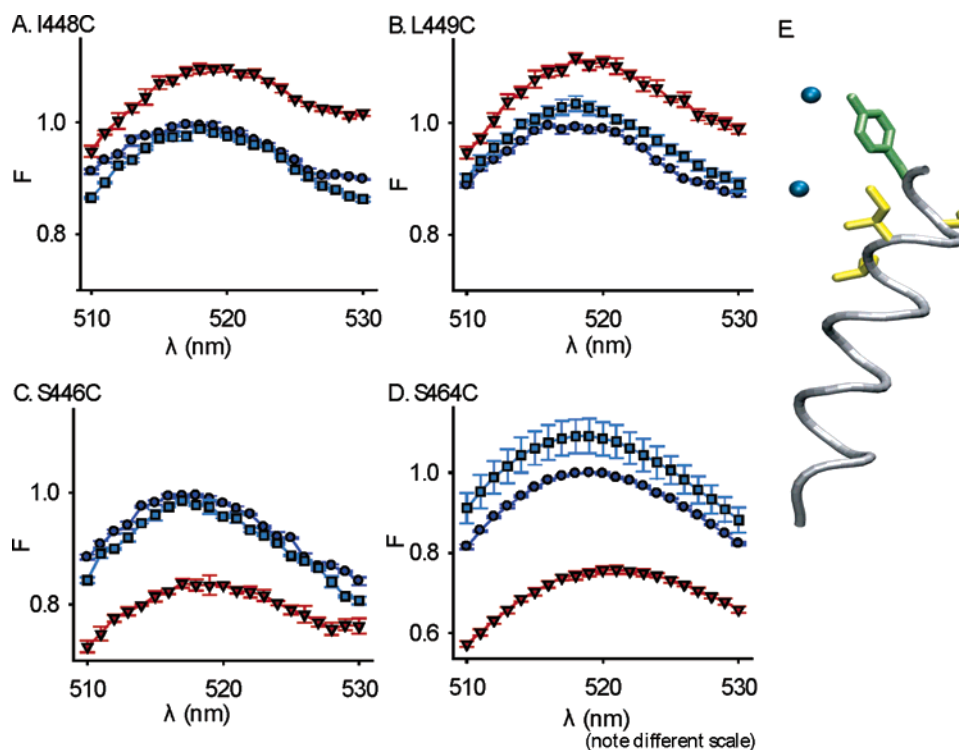 A. I448C
B. L449C
E.
1.0
0.8
F
510
520
530
λ (nm)
1.0
0.8
F
510
520
530
λ (nm)
C. S446C
D. S464C
1.0
0.8
F
510
520
530
λ (nm)
1.0
0.8
0.6
F
510
520
530
λ (nm)
(note different scale)